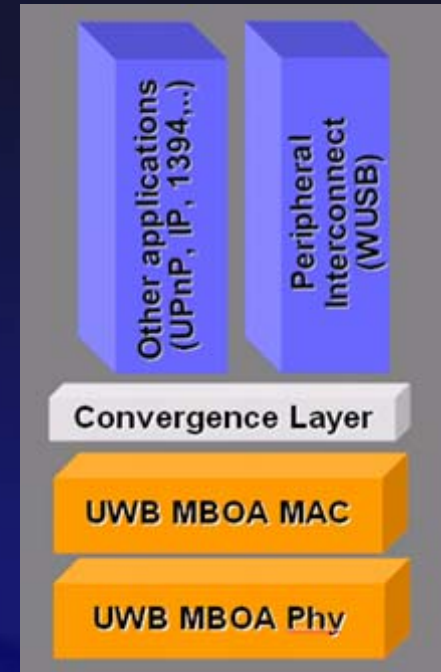 Other applications
(UPnP, IP, 1394,..)
Peripheral
Interconnect
(WUSB)
Convergence Layer
UWB MBOA MAC
UWB MBOA Phy